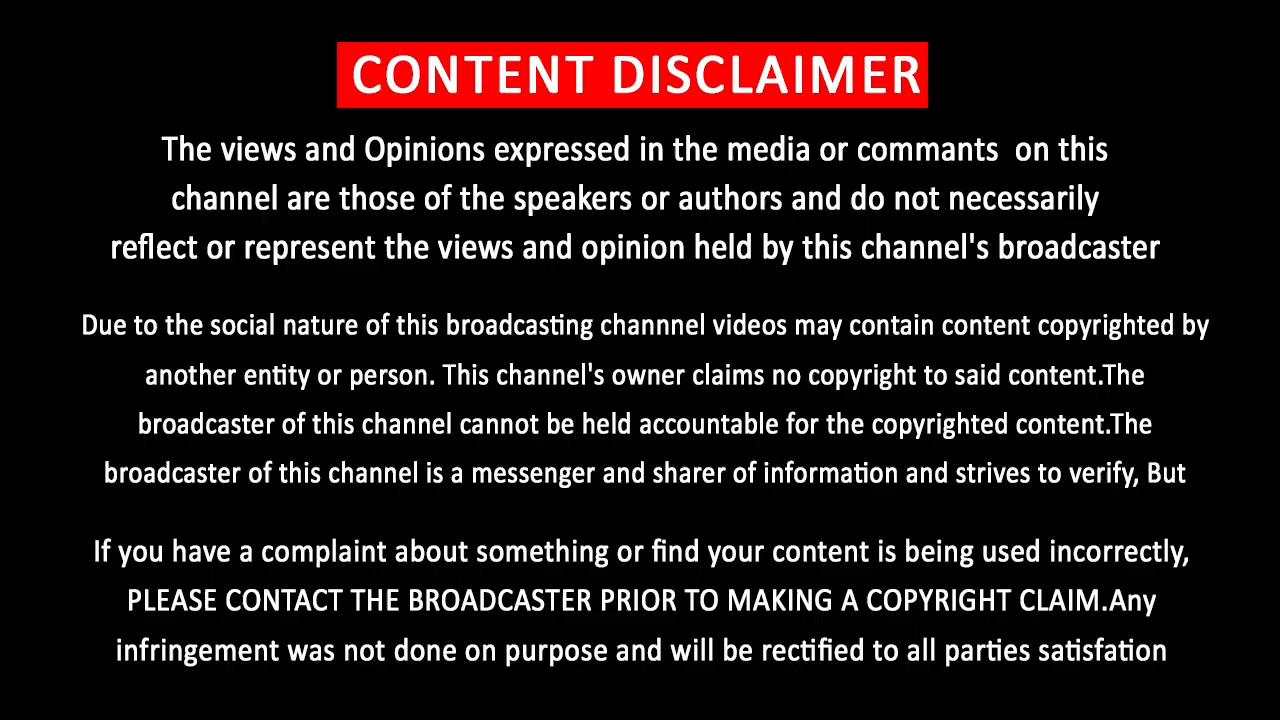 CONTENT DISCLAIMER
The views and Opinions expressed in the media or commants on this
channel are those of the speakers or authors and do not necessarily
reflect or represent the views and opinion held by this channel's broadcaster
Due to the social nature of this broadcasting channnel videos may contain content copyrighted by
another entity or person. This channel's owner claims no copyright to said content.The
broadcaster of this channel cannot be held accountable for the copyrighted content.The
broadcaster of this channel is a messenger and sharer of information and strives to verify, But
If you have a complaint about something or find your content is being used incorrectly,
PLEASE CONTACT THE BROADCASTER PRIOR TO MAKING A COPYRIGHT CLAIM.Any
infringement was not done on purpose and will be rectified to all parties satisfation